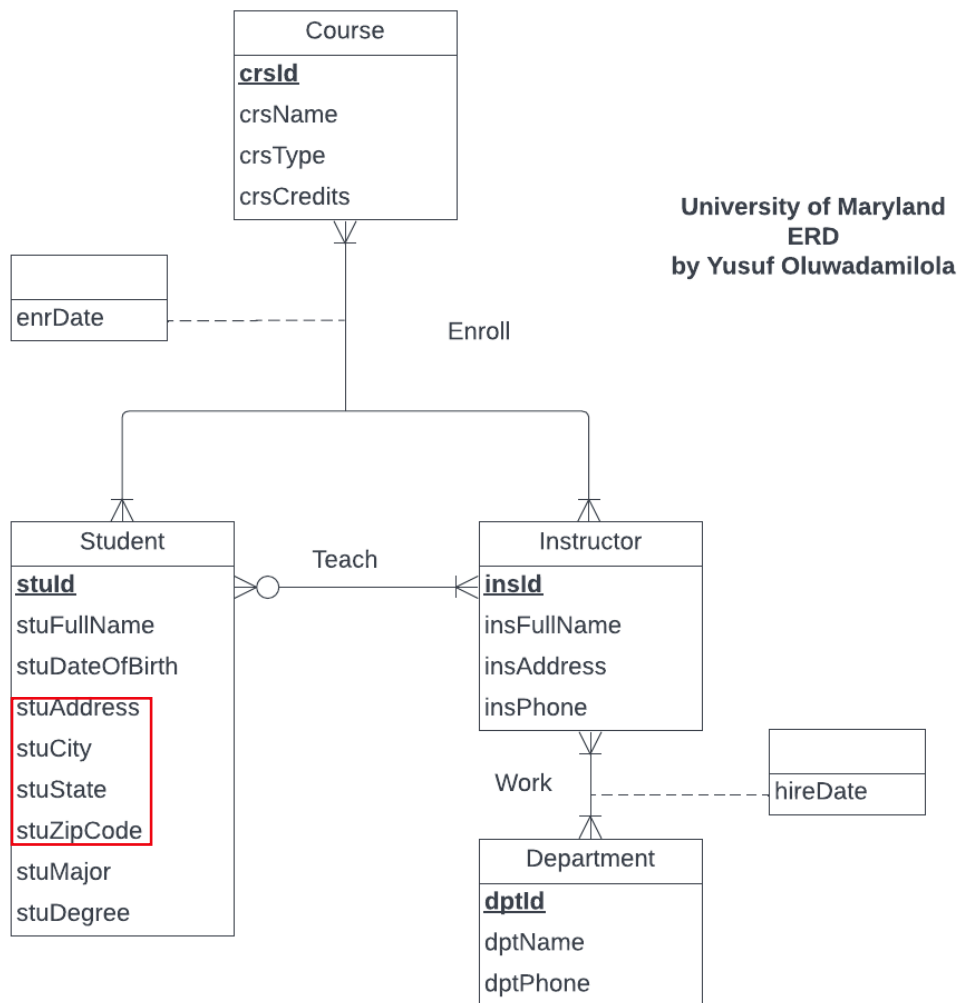 Course
crsId
crsName
crsType
crsCredits
University of Maryland
ERD
by Yusuf Oluwadamilola
enrDate
Enroll
Student
stuId
stuFullName
stuDateOfBirth
stuAddress
stuCity
stuState
stuZipCode
stuMajor
stuDegree
Teach
Instructor
insId
insFullName
insAddress
insPhone
Work
hireDate
Department
dptId
dptName
dptPhone